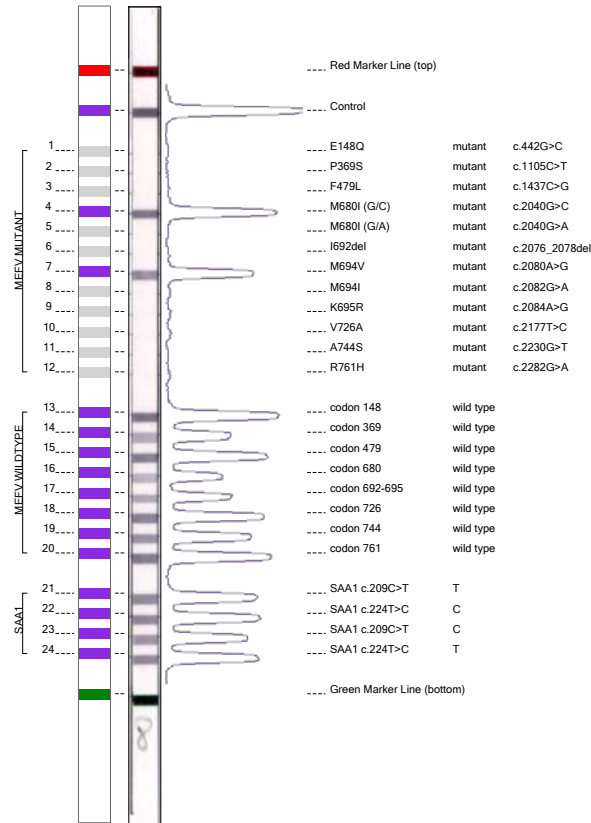 Red Marker Line (top)
Control
1 E148Q mutant c.442G>C
2 P369S mutant c.1105C>T
3 F479L mutant c.1437C>G
4 M680I (G/C) mutant c.2040G>C
5 M680I (G/A) mutant c.2040G>A
6 I692del mutant c.2076_2078del
7 M694V mutant c.2080A>G
8 M694I mutant c.2082G>A
9 K695R mutant c.2084A>G
10 V726A mutant c.2177T>C
11 A744S mutant c.2230G>T
12 R761H mutant c.2282G>A
MEFV MUTANT
13 codon 148 wild type
14 codon 369 wild type
15 codon 479 wild type
16 codon 680 wild type
17 codon 692-695 wild type
18 codon 726 wild type
19 codon 744 wild type
20 codon 761 wild type
MEFV WILDTYPE
21 SAA1 c.209C>T T
22 SAA1 c.224T>C C
23 SAA1 c.209C>T C
24 SAA1 c.224T>C T
SAA1
Green Marker Line (bottom)
8